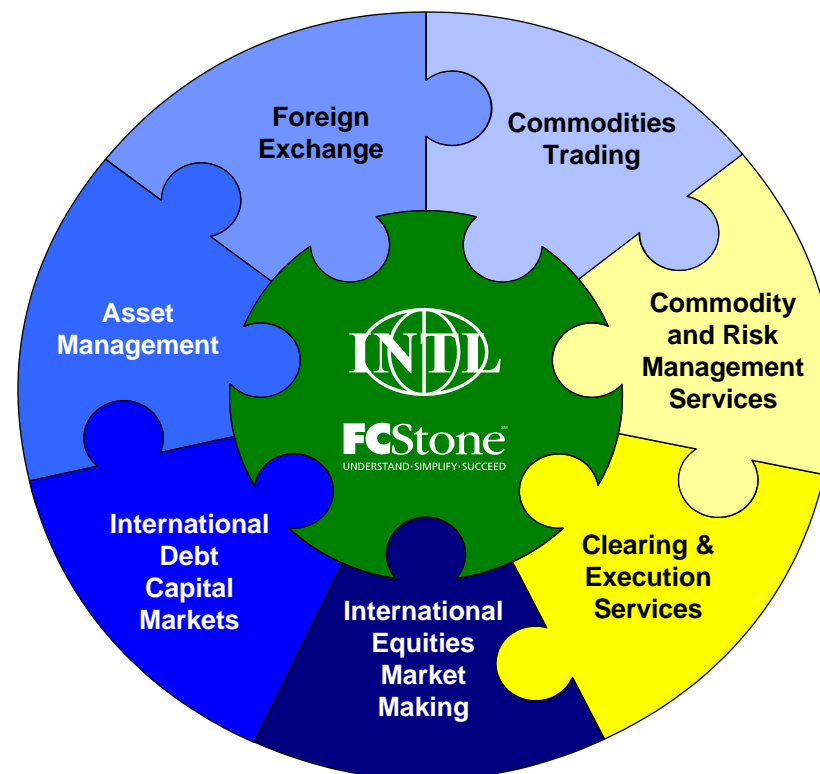 Foreign
Exchange
Commodities
Trading
Asset
Management
INTL
FCStone
UNDERSTAND·SIMPLIFY·SUCCEED
Commodity
and Risk
Management
Services
International
Debt
Capital
Markets
International
Equities
Market
Making
Clearing &
Execution
Services